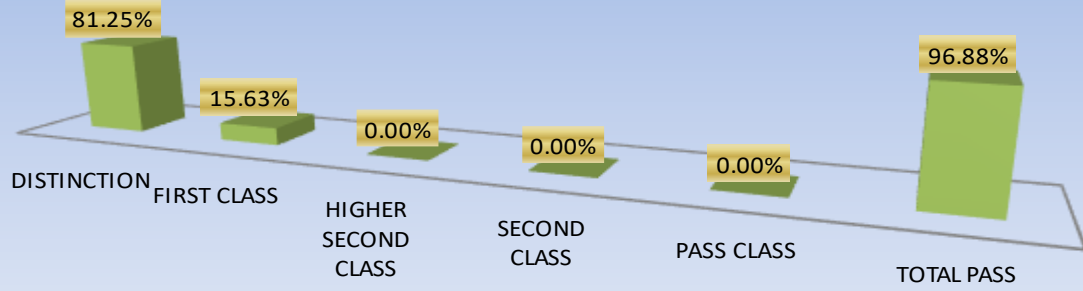 81.25%
15.63%
0.00%
0.00%
0.00%
96.88%
DISTINCTION
FIRST CLASS
HIGHER
SECOND
CLASS
SECOND
CLASS
PASS CLASS
TOTAL PASS